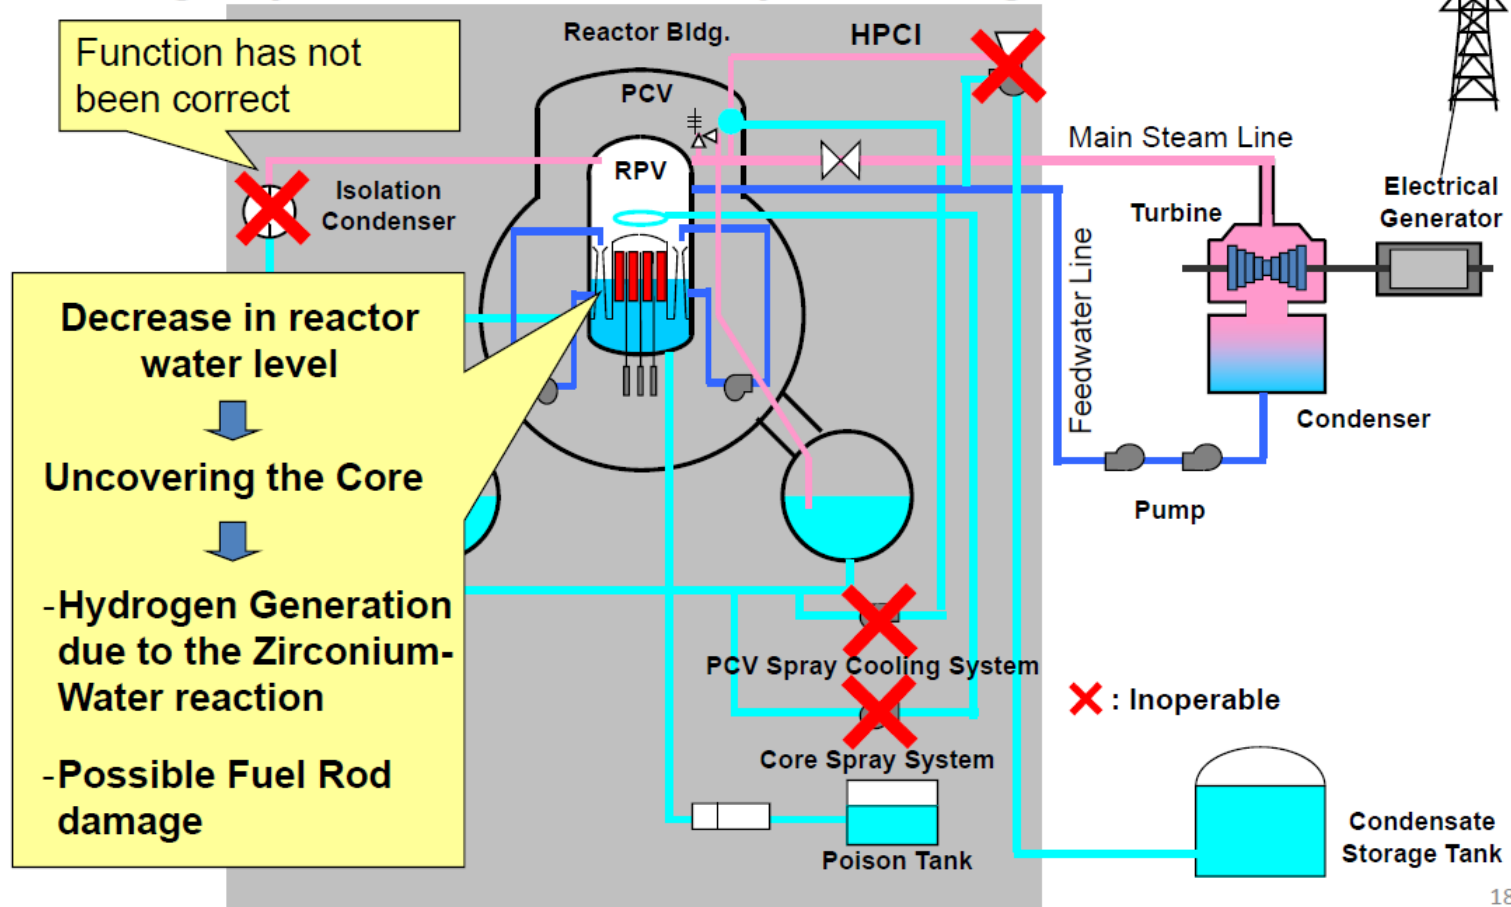 Function has not
been correct
Reactor Bldg.
HPCI
PCV
RPV
Isolation
Condenser
Main Steam Line
Electrical
Generator
Turbine
Feedwater Line
Condenser
Pump
Decrease in reactor
water level
Uncovering the Core
-Hydrogen Generation
due to the Zirconium-
Water reaction
-Possible Fuel Rod
damage
PCV Spray Cooling System
Core Spray System
Poison Tank
: Inoperable
Condensate
Storage Tank
18